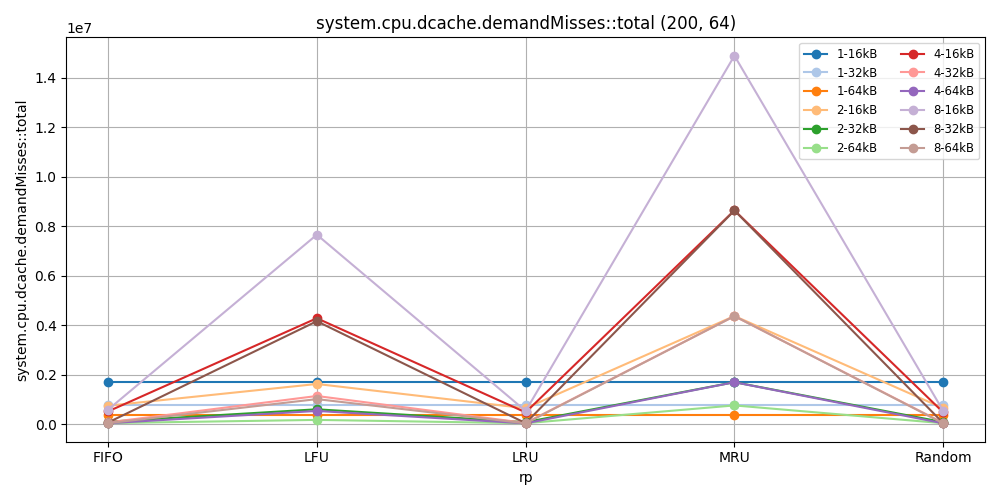 system.cpu.dcache.demandMisses::total (200, 64)
1e7
system.cpu.dcache.demandMisses::total
1.4
1.2
1.0
0.8
0.6
0.4
0.2
0.0
1-16kB
1-32kB
1-64kB
2-16kB
2-32kB
2-64kB
4-16kB
4-32kB
4-64kB
8-16kB
8-32kB
8-64kB
FIFO LFU LRU MRU Random
rp